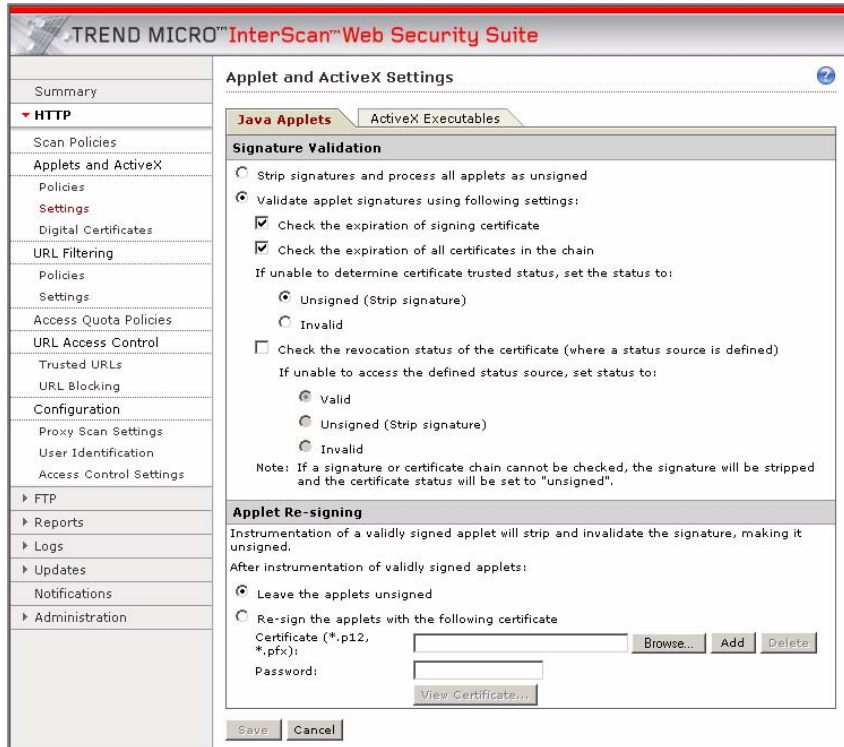 TREND MICRO™ InterScan™ Web Security Suite
Summary
HTTP
Scan Policies
Applets and ActiveX
Policies
Settings
Digital Certificates
URL Filtering
Policies
Settings
Access Quota Policies
URL Access Control
Trusted URLs
URL Blocking
Configuration
Proxy Scan Settings
User Identification
Access Control Settings
FTP
Reports
Logs
Updates
Notifications
Administration
Applet and ActiveX Settings
?
Java Applets
ActiveX Executables
Signature Validation
Strip signatures and process all applets as unsigned
Validate applet signatures using following settings:
Check the expiration of signing certificate
Check the expiration of all certificates in the chain
If unable to determine certificate trusted status, set the status to:
Unsigned (Strip signature)
Invalid
Check the revocation status of the certificate (where a status source is defined)
If unable to access the defined status source, set status to:
Valid
Unsigned (Strip signature)
Invalid
Note: If a signature or certificate chain cannot be checked, the signature will be stripped
and the certificate status will be set to "unsigned".
Applet Re-signing
Instrumentation of a validly signed applet will strip and invalidate the signature, making it
unsigned.
After instrumentation of validly signed applets:
Leave the applets unsigned
Re-sign the applets with the following certificate
Certificate (*.p12,
*.pfx):
Browse... Add Delete
Password:
View Certificate...
Save Cancel